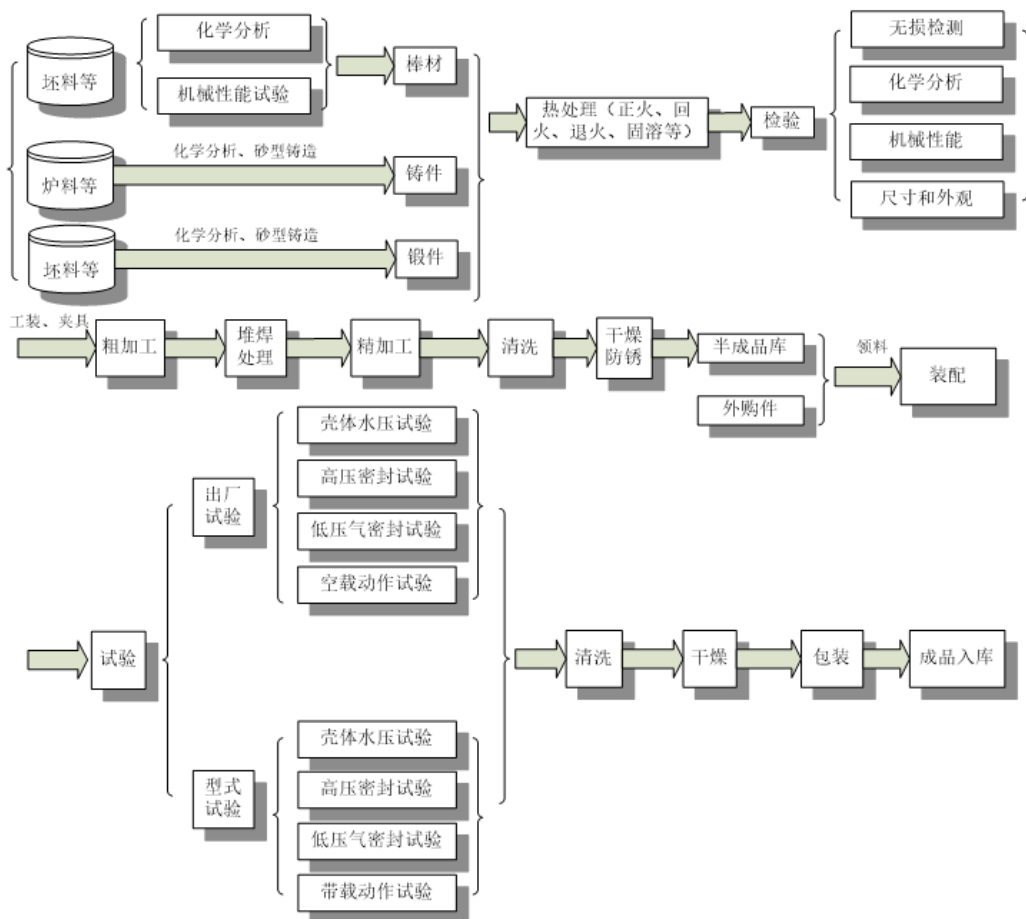 坯料等
化学分析
机械性能试验
棒材
炉料等
化学分析、砂型铸造
铸件
坯料等
化学分析、砂型铸造
锻件
热处理（正火、回
火、退火、固溶等）
检验
无损检测
化学分析
机械性能
尺寸和外观
工装、夹具
粗加工
堆焊
处理
精加工
清洗
干燥
防锈
半成品库
外购件
领料
装配
试验
出厂
试验
壳体水压试验
高压密封试验
低压气密封试验
空载动作试验
型式
试验
壳体水压试验
高压密封试验
低压气密封试验
带载动作试验
清洗
干燥
包装
成品入库